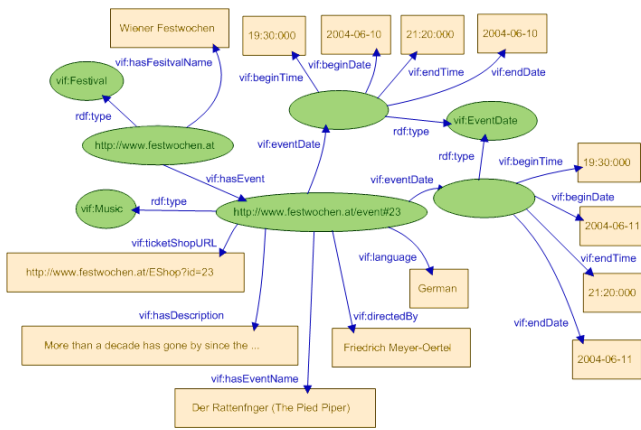 Wiener Festwochen
19:30:000
2004-06-10
21:20:000
2004-06-10
vif:hasFesitvalName
vif:beginTime
vif:beginDate
vif:endTime
vif:endDate
vif:Festival
rdf:type
http://www.festwochen.at
vif:eventDate
rdf:type
vif:EventDate
rdf:type
vif:beginTime
19:30:000
vif:hasEvent
vif:eventDate
vif:beginDate
vif:Music
rdf:type
http://www.festwochen.at/event#23
2004-06-11
vif:ticketShopURL
vif:language
vif:endTime
http://www.festwochen.at/EShop?id=23
German
21:20:000
vif:hasDescription
vif:directedBy
vif:endDate
More than a decade has gone by since the ...
Friedrich Meyer-Oertei
2004-06-11
vif:hasEventName
Der Rattenfnger (The Pied Piper)